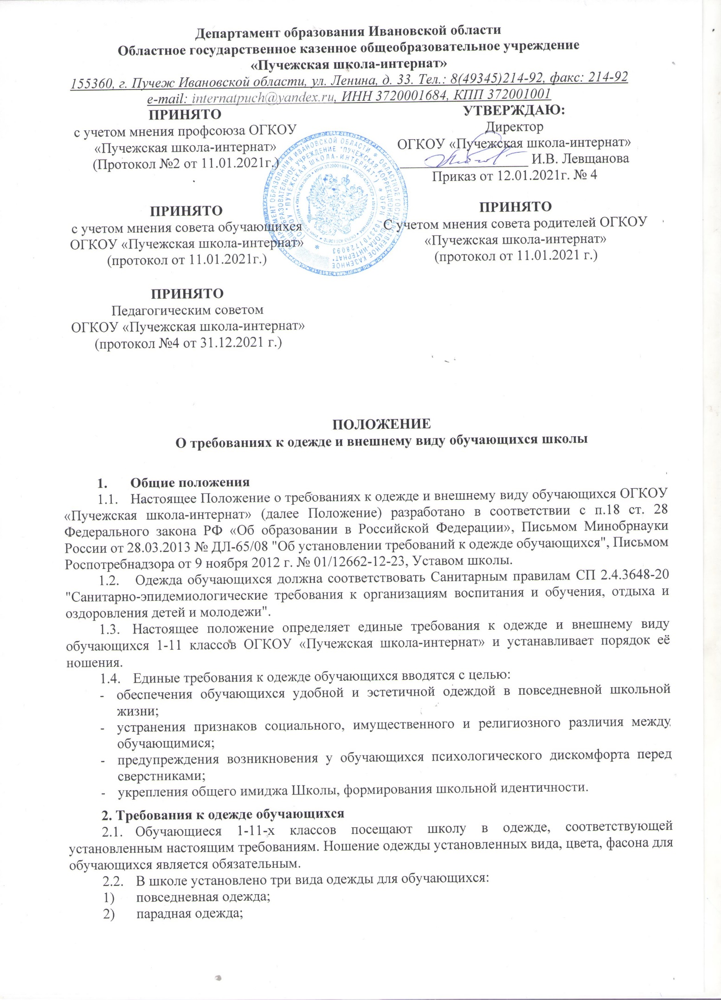 Департамент образования Ивановской области
Областное государственное казенное общеобразовательное учреждение
«Пучежская школа-интернат»
155360, г. Пучеж Ивановской области, ул. Ленина, д. 33. Тел.: 8(49345)214-92, факс: 214-92
e-mail: internatpuch@yandex.ru, ИНН 3720001684, КПП 372001001
ПРИНЯТО
с учетом мнения профсоюза ОГКОУ
«Пучежская школа-интернат»
(Протокол №2 от 11.01.2021г.)
УТВЕРЖДАЮ:
Директор
ОГКОУ «Пучежская школа-интернат»
И.В. Левщанова
Приказ от 12.01.2021г. № 4
ПРИНЯТО
с учетом мнения совета обучающихся
ОГКОУ «Пучежская школа-интернат»
(протокол от 11.01.2021г.)
ПРИНЯТО
С учетом мнения совета родителей ОГКОУ
«Пучежская школа-интернат»
(протокол от 11.01.2021 г.)
ПРИНЯТО
Педагогическим советом
ОГКОУ «Пучежская школа-интернат»
(протокол №4 от 31.12.2021 г.)
ПОЛОЖЕНИЕ
О требованиях к одежде и внешнему виду обучающихся школы
1. Общие положения
1.1. Настоящее Положение о требованиях к одежде и внешнему виду обучающихся ОГКОУ
«Пучежская школа-интернат» (далее Положение) разработано в соответствии с п.18 ст. 28
Федерального закона РФ «Об образовании в Российской Федерации», Письмом Минобрнауки
России от 28.03.2013 № ДЛ-65/08 "Об установлении требований к одежде обучающихся", Письмом
Роспотребнадзора от 9 ноября 2012 г. № 01/12662-12-23, Уставом школы.
1.2. Одежда обучающихся должна соответствовать Санитарным правилам СП 2.4.3648-20
"Санитарно-эпидемиологические требования к организациям воспитания и обучения, отдыха и
оздоровления детей и молодежи".
1.3. Настоящее положение определяет единые требования к одежде и внешнему виду
обучающихся 1-11 классов ОГКОУ «Пучежская школа-интернат» и устанавливает порядок её
ношения.
1.4. Единые требования к одежде обучающихся вводятся с целью:
- обеспечения обучающихся удобной и эстетичной одеждой в повседневной школьной
жизни;
- устранения признаков социального, имущественного и религиозного различия между
обучающимися;
- предупреждения возникновения у обучающихся психологического дискомфорта перед
сверстниками;
- укрепления общего имиджа Школы, формирования школьной идентичности.
2. Требования к одежде обучающихся
2.1. Обучающиеся 1-11-х классов посещают школу в одежде, соответствующей
установленным настоящим требованиям. Ношение одежды установленных вида, цвета, фасона для
обучающихся является обязательным.
2.2. В школе установлено три вида одежды для обучающихся:
1) повседневная одежда;
2) парадная одежда;